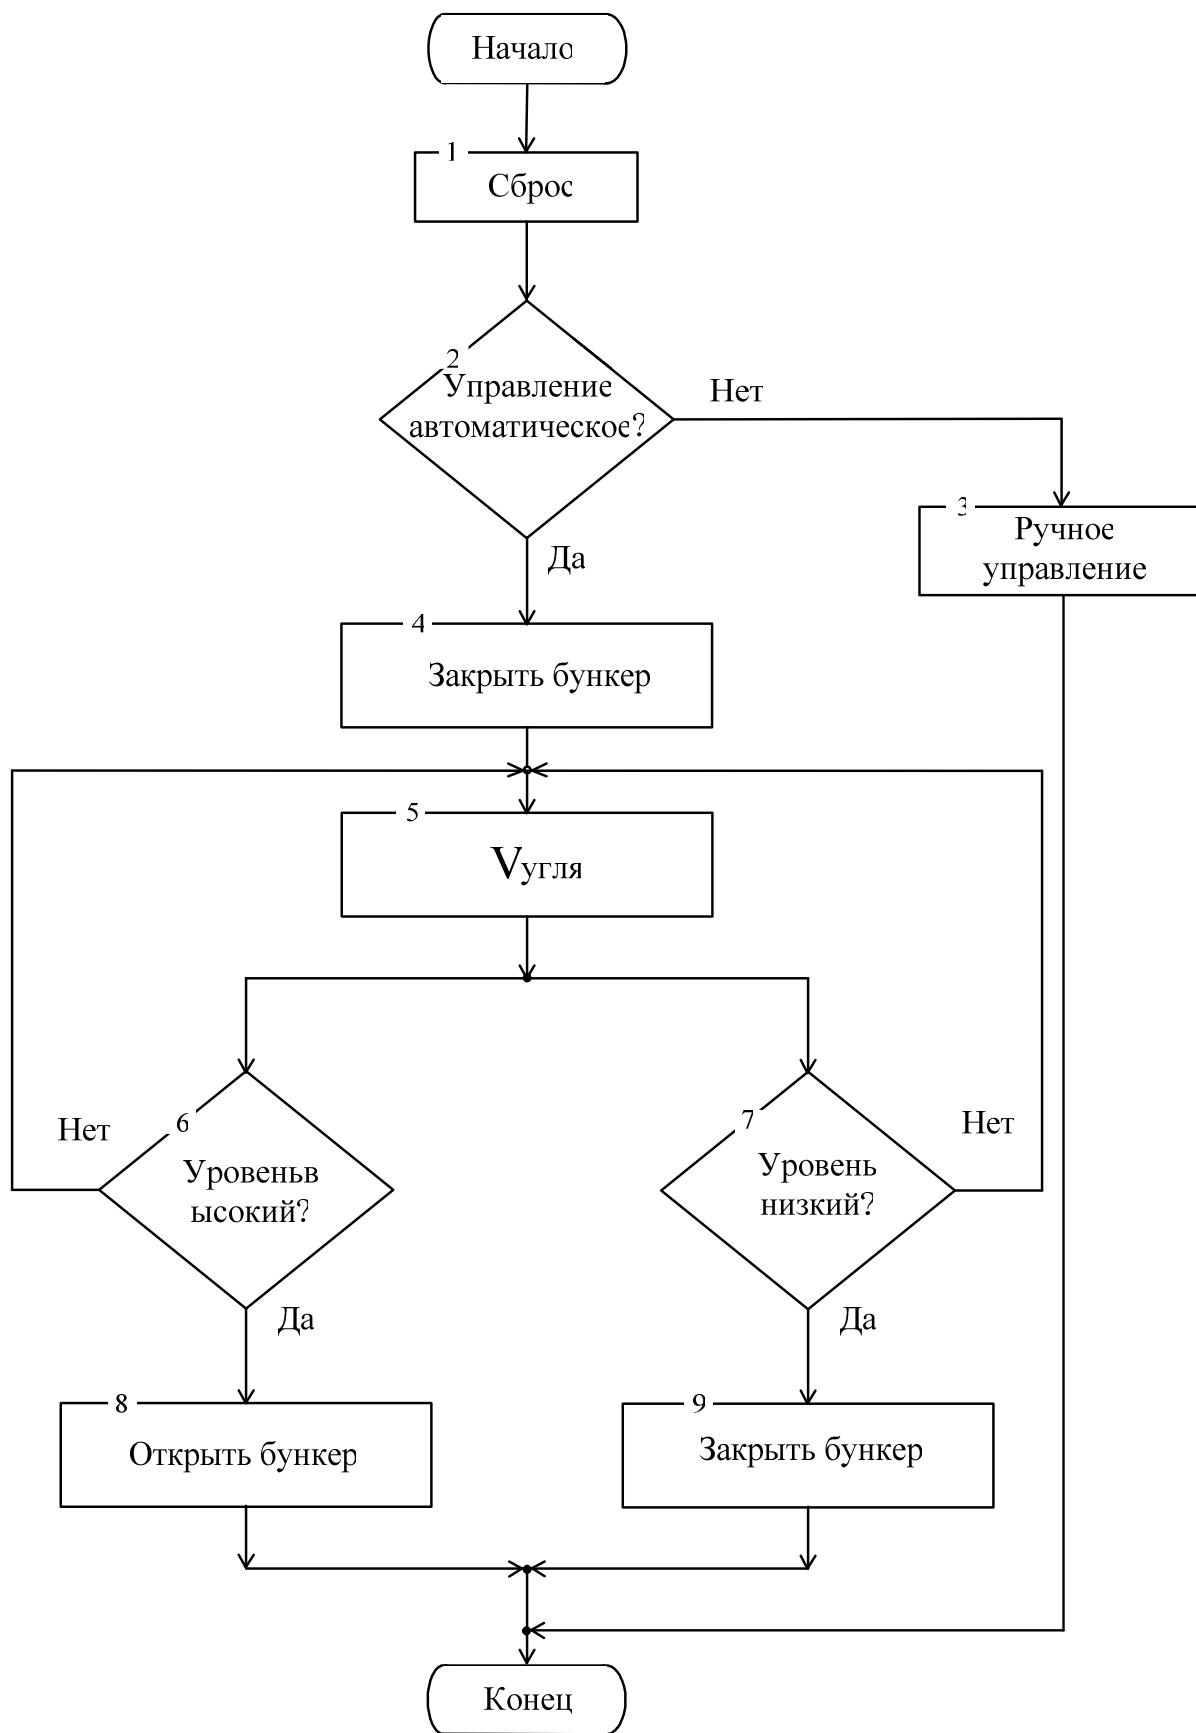 Начало
1
Сброс
2
Управление
автоматическое?
Нет
3
Ручное
управление
Да
4
Закрыть бункер
5
Vугля
6
Уровеньв
ысокий?
Нет
7
Уровень
низкий?
Нет
Да
Да
8
Открыть бункер
9
Закрыть бункер
Конец